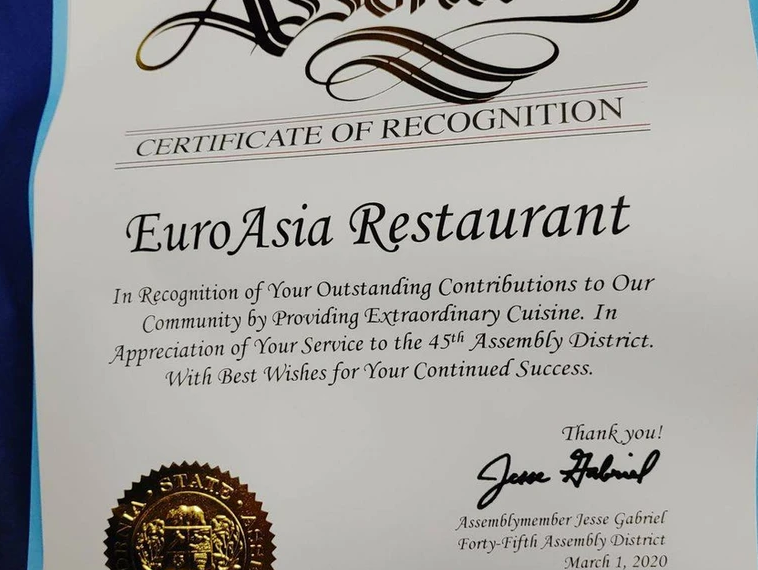 CERTIFICATE OF RECOGNITION
EuroAsia Restaurant
In Recognition of Your Outstanding Contributions to Our
Community by Providing Extraordinary Cuisine. In
Appreciation of Your Service to the 45th Assembly District.
With Best Wishes for Your Continued Success.
Thank you!
Jesse Gabriel
Assemblymember Jesse Gabriel
Forty-Fifth Assembly District
March 1, 2020
STATE